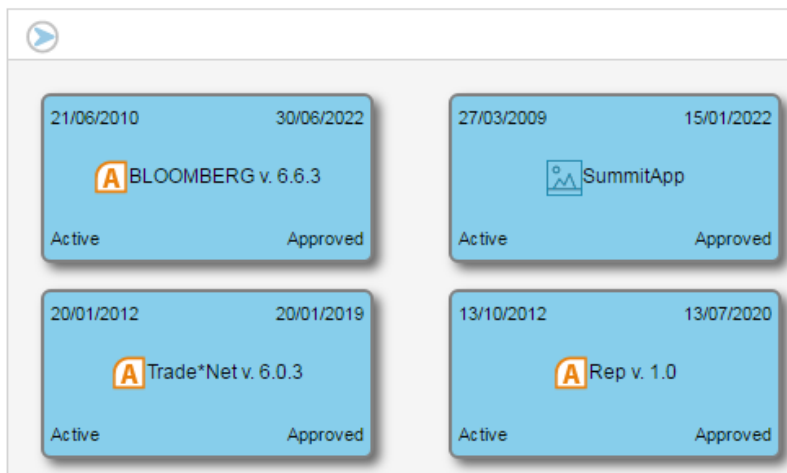 21/06/2010 30/06/2022
A BLOOMBERG v. 6.6.3
Active Approved
27/03/2009 15/01/2022
SummitApp
Active Approved
20/01/2012 20/01/2019
A Trade*Net v. 6.0.3
Active Approved
13/10/2012 13/07/2020
A Rep v. 1.0
Active Approved